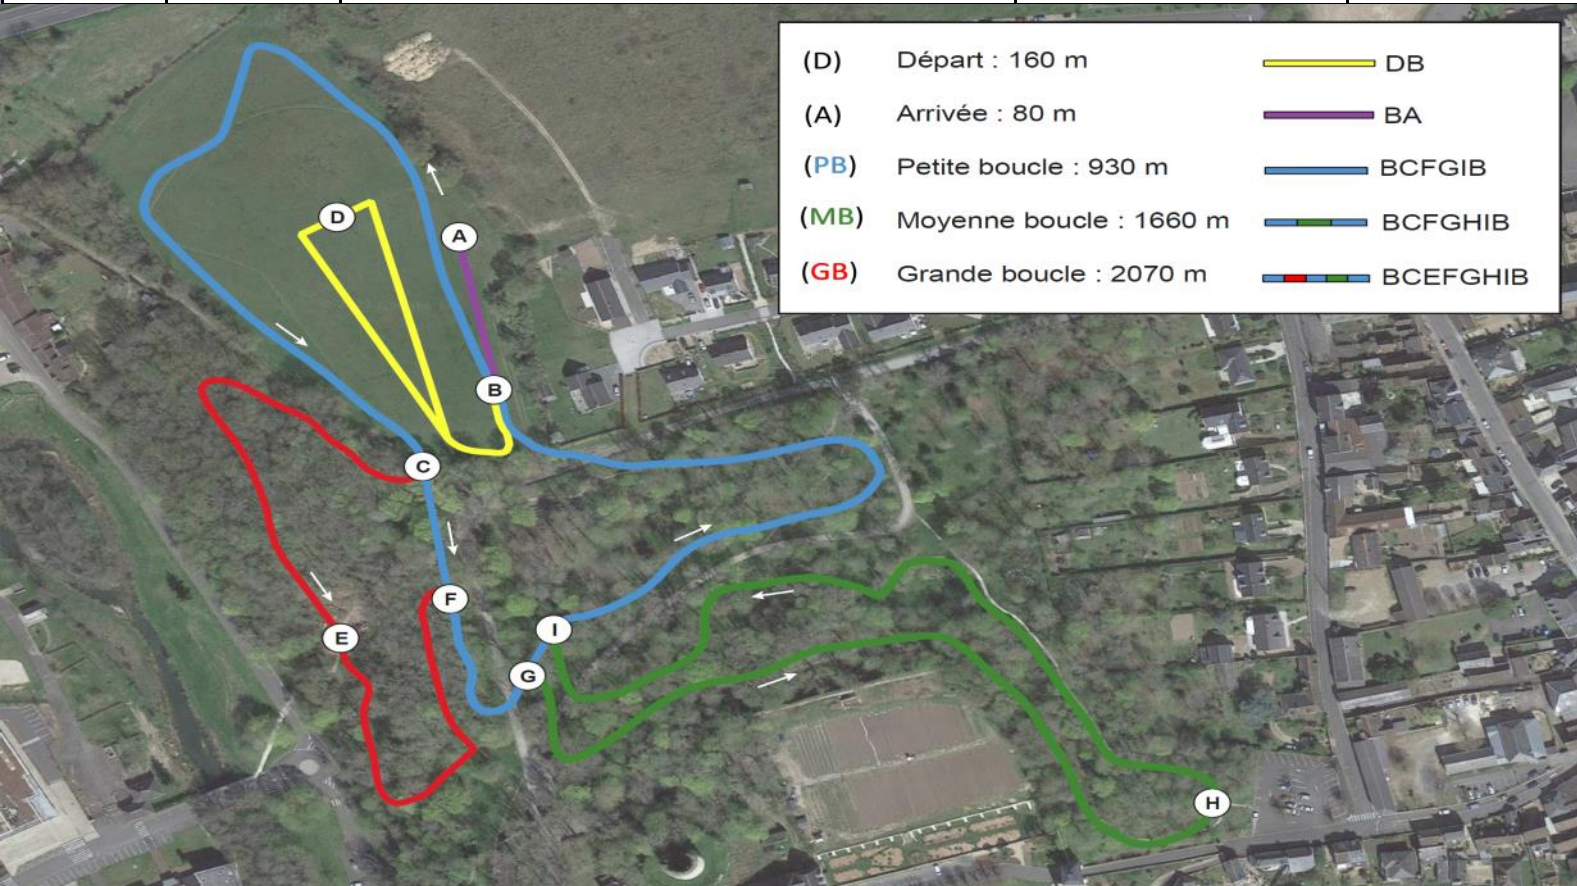 (D) Départ : 160 m DB
(A) Arrivée : 80 m BA
(PB) Petite boucle : 930 m BCFGIB
(MB) Moyenne boucle : 1660 m BCFGHIB
(GB) Grande boucle : 2070 m BCEFGHIB
D
A
B
C
F
I
E
G
H